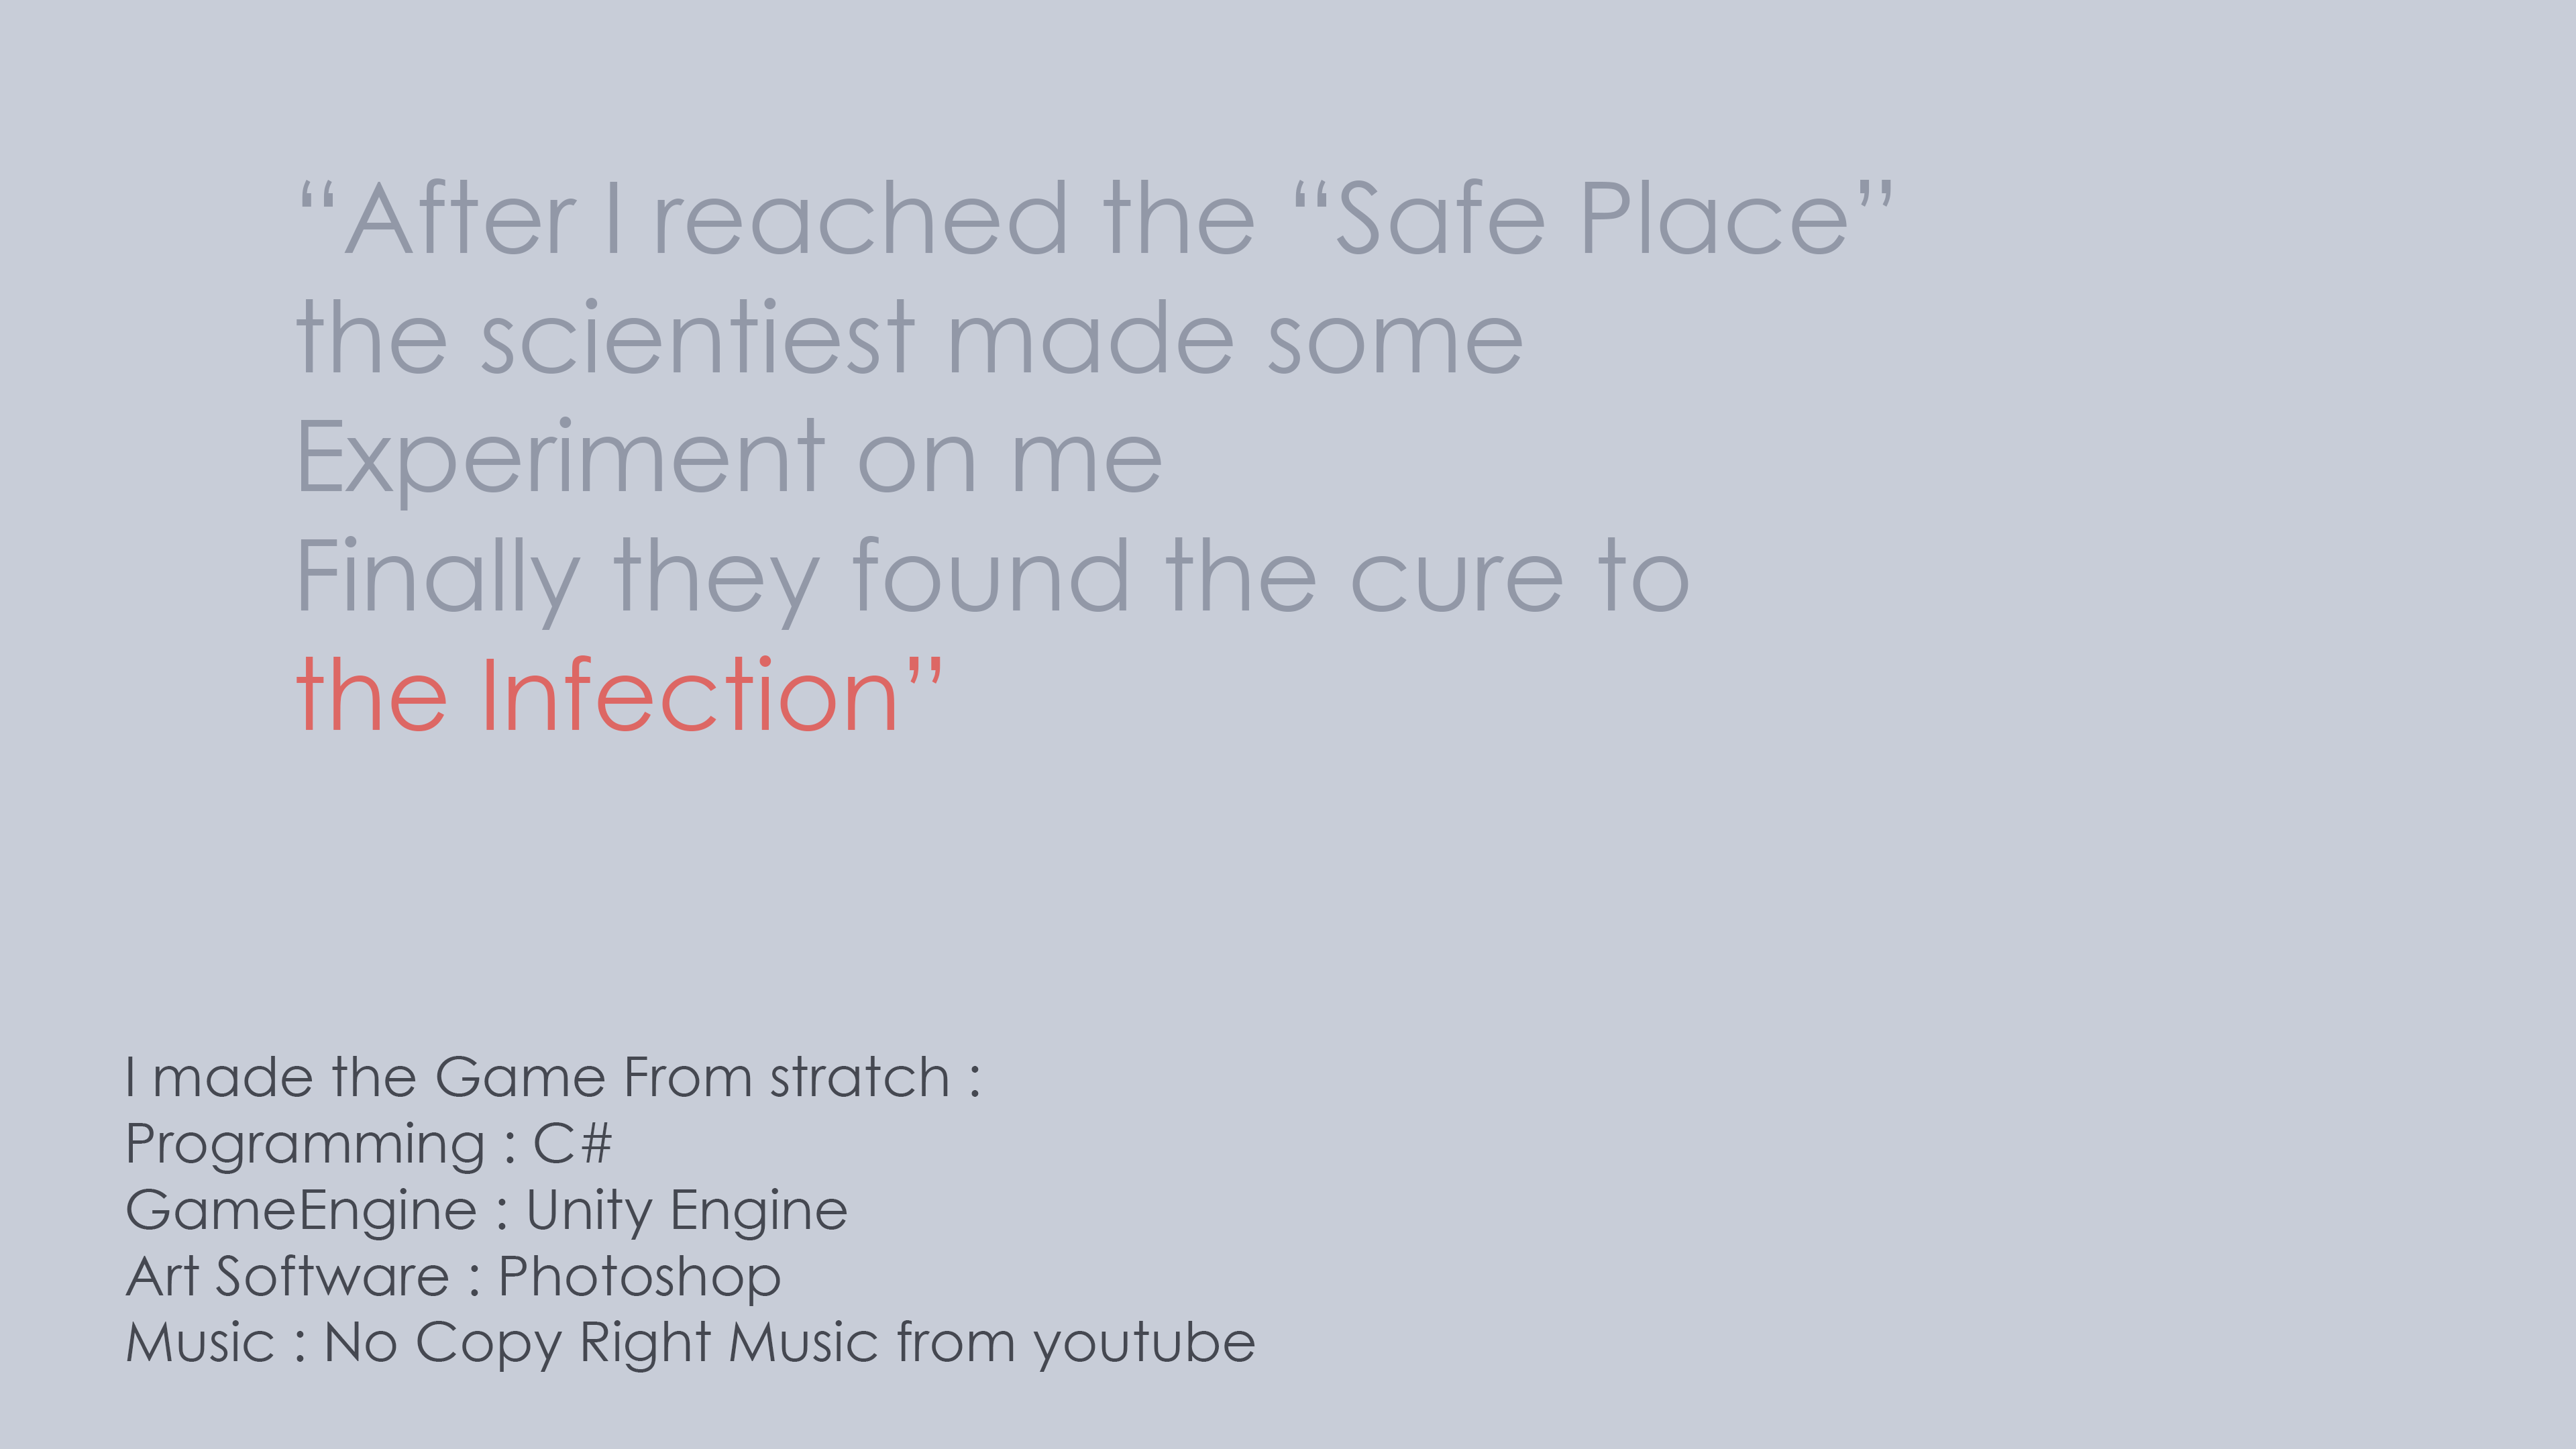 “After I reached the “Safe Place”
the scientiest made some
Experiment on me
Finally they found the cure to
the Infection”
I made the Game From stratch :
Programming : C#
GameEngine : Unity Engine
Art Software : Photoshop
Music : No Copy Right Music from youtube